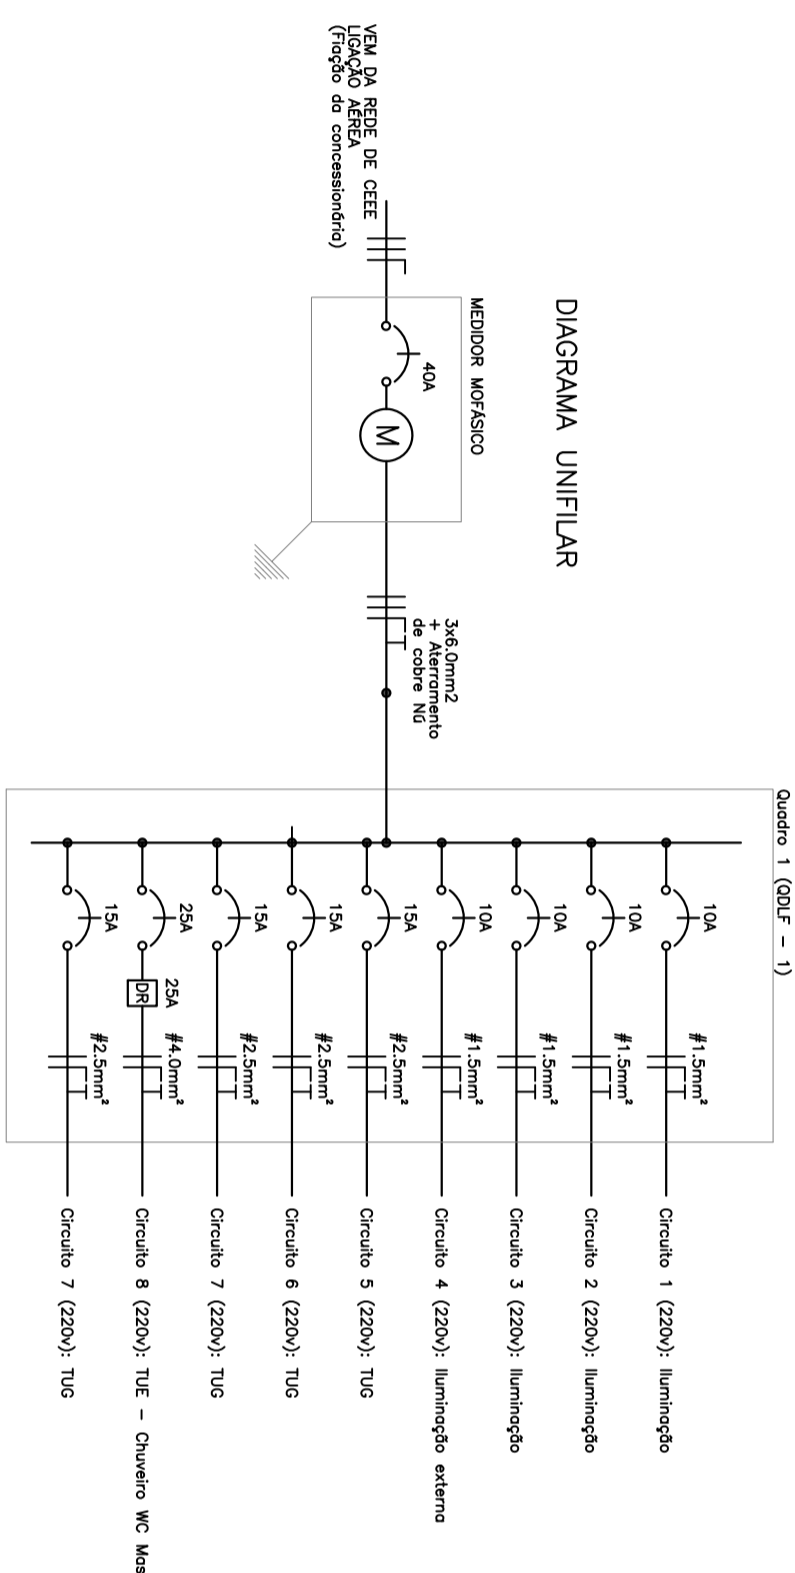 DIAGRAMA UNIFILAR
VEM DA REDE DE CEEE
LIGAÇÃO AÉREA
(Fiação da concessionária)
MEDIDOR MOFÁSICO
40A
M
3x6.0mm2
+ Aterramento
de cobre Nú
Quadro 1 (QDLF - 1)
10A
#1.5mm²
Circuito 1 (220v): Iluminação
10A
#1.5mm²
Circuito 2 (220v): Iluminação
10A
#1.5mm²
Circuito 3 (220v): Iluminação
10A
#1.5mm²
Circuito 4 (220v): Iluminação externa
15A
#2.5mm²
Circuito 5 (220v): TUG
15A
#2.5mm²
Circuito 6 (220v): TUG
15A
#2.5mm²
Circuito 7 (220v): TUG
25A
DR
25A
#4.0mm²
Circuito 8 (220v): TUE - Chuveiro WC Mas
15A
#2.5mm²
Circuito 7 (220v): TUG